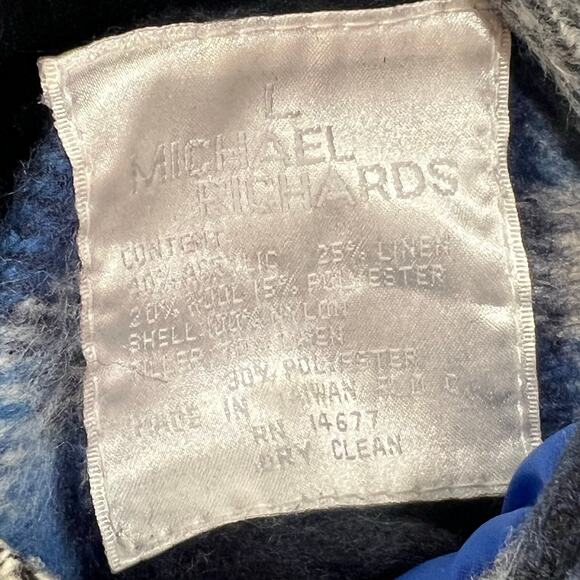 L
MICHAEL
RICHARDS
CONTENT
40% ACRYLIC 25% LINEN
20% WOOL 15% POLYESTER
SHELL 100% NYLON
FILLER
30% POLYESTER
MADE IN TAIWAN R.O.C.
RN 14677
DRY CLEAN